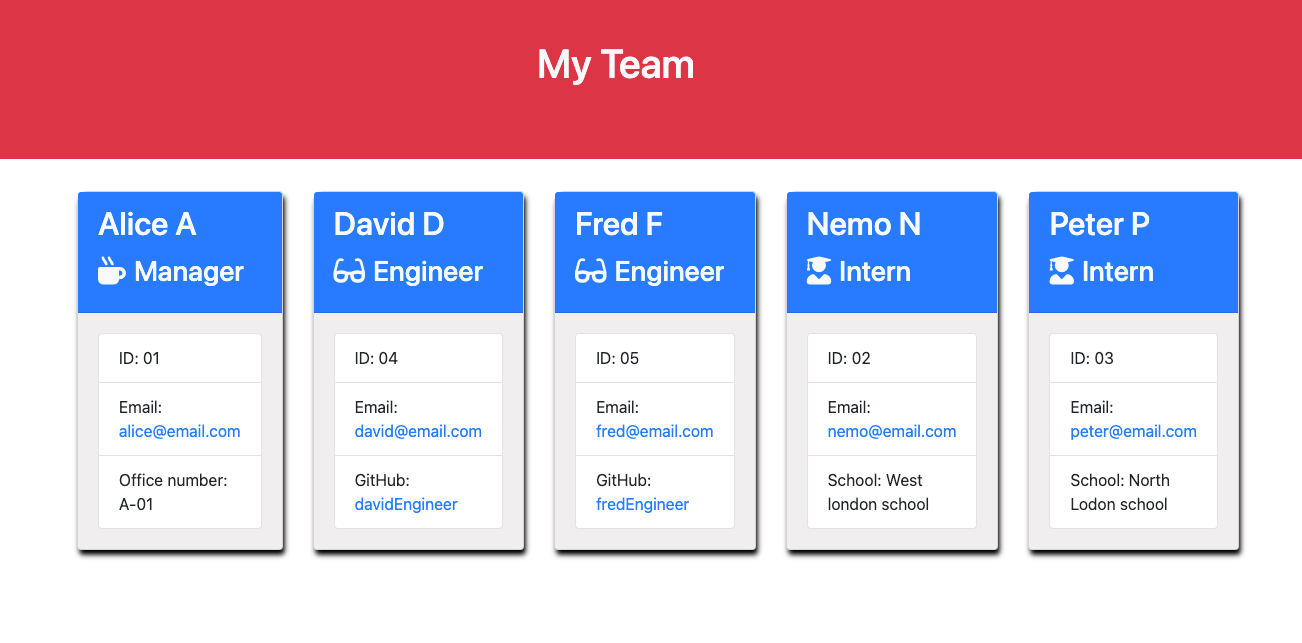 My Team
Alice A
Manager
ID: 01
Email:
alice@email.com
Office number:
A-01
David D
Engineer
ID: 04
Email:
david@email.com
GitHub:
davidEngineer
Fred F
Engineer
ID: 05
Email:
fred@email.com
GitHub:
fredEngineer
Nemo N
Intern
ID: 02
Email:
nemo@email.com
School: West
london school
Peter P
Intern
ID: 03
Email:
peter@email.com
School: North
Lodon school